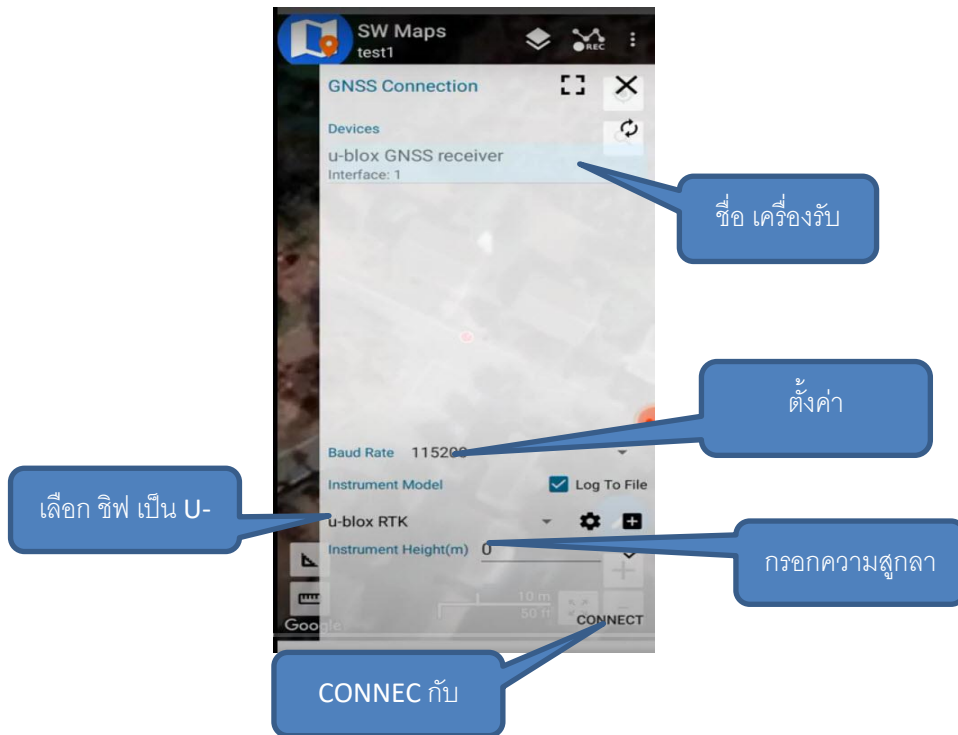 SW Maps
test1
REC
GNSS Connection
Devices
u-blox GNSS receiver
Interface: 1
ชื่อ เครื่องรับ
ตั้งค่า
Baud Rate 115200
Instrument Model
Log To File
เลือก ชิฟ เป็น U-
u-blox RTK
Instrument Height(m) 0
กรอกความสูกลา
10 m
50 ft
CONNECT
CONNEC กับ